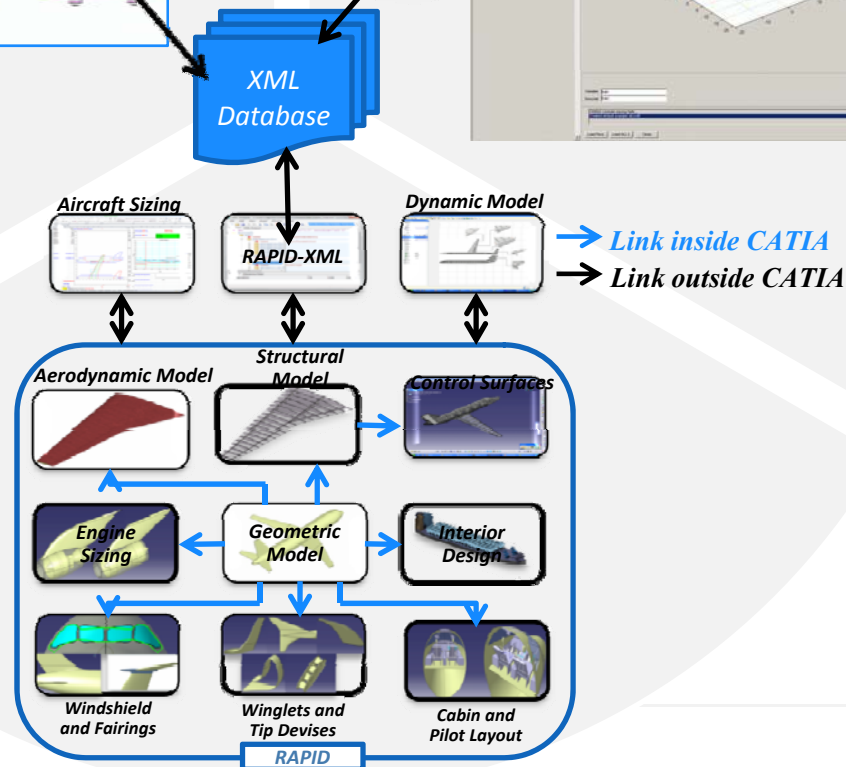 XML
Database
Aircraft Sizing
Dynamic Model
RAPID-XML
Link inside CATIA
Link outside CATIA
Structural
Model
Aerodynamic Model
Control Surfaces
Engine
Sizing
Geometric
Model
Interior
Design
Windshield
and Fairings
Winglets and
Tip Devises
Cabin and
Pilot Layout
RAPID